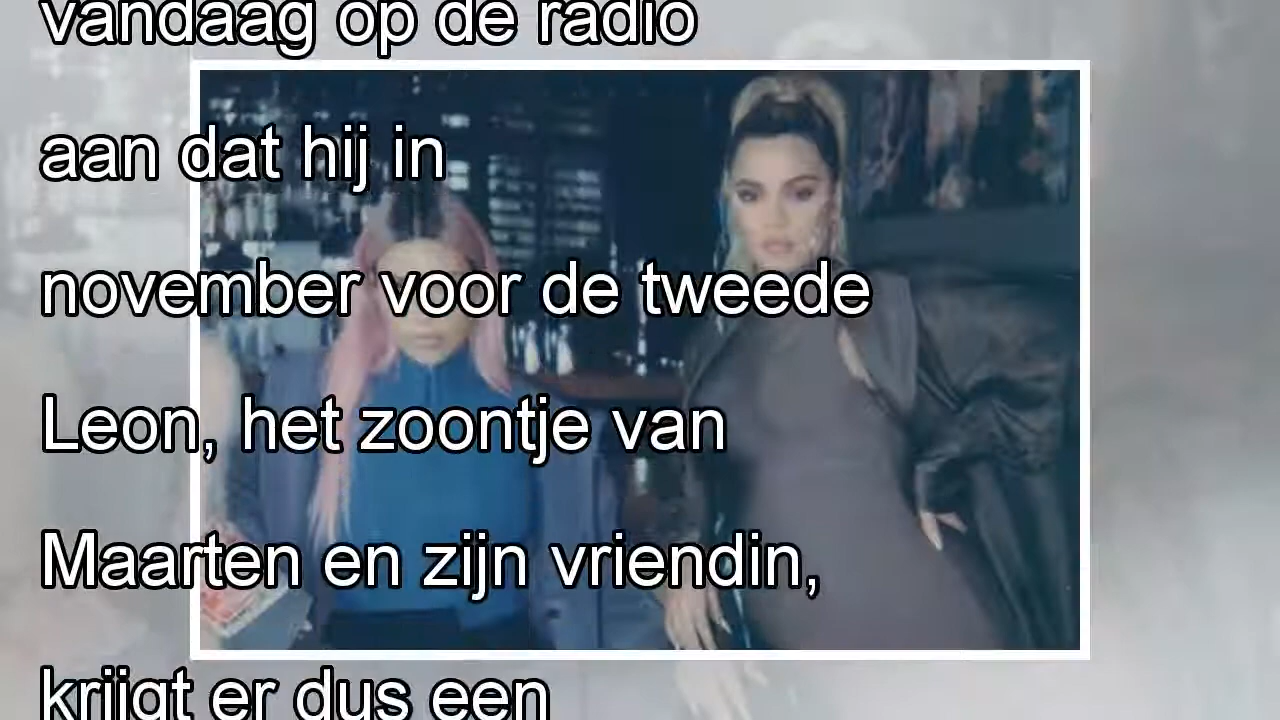 vandaag op de radio
aan dat hij in
november voor de tweede
Leon, het zoontje van
Maarten en zijn vriendin,
krijgt er dus een